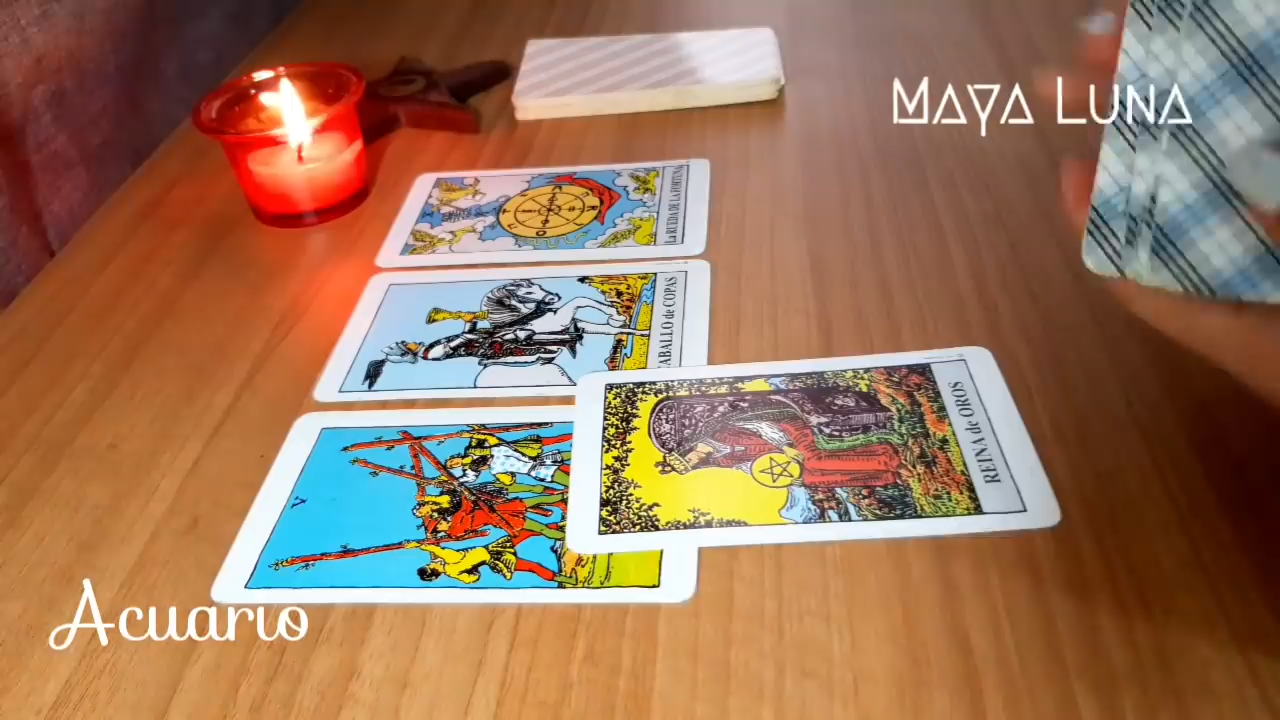 MAYA LUNA
La RUEDA DE LA FORTUNA
CABALLO de COPAS
REINA de OROS
V
Acuario